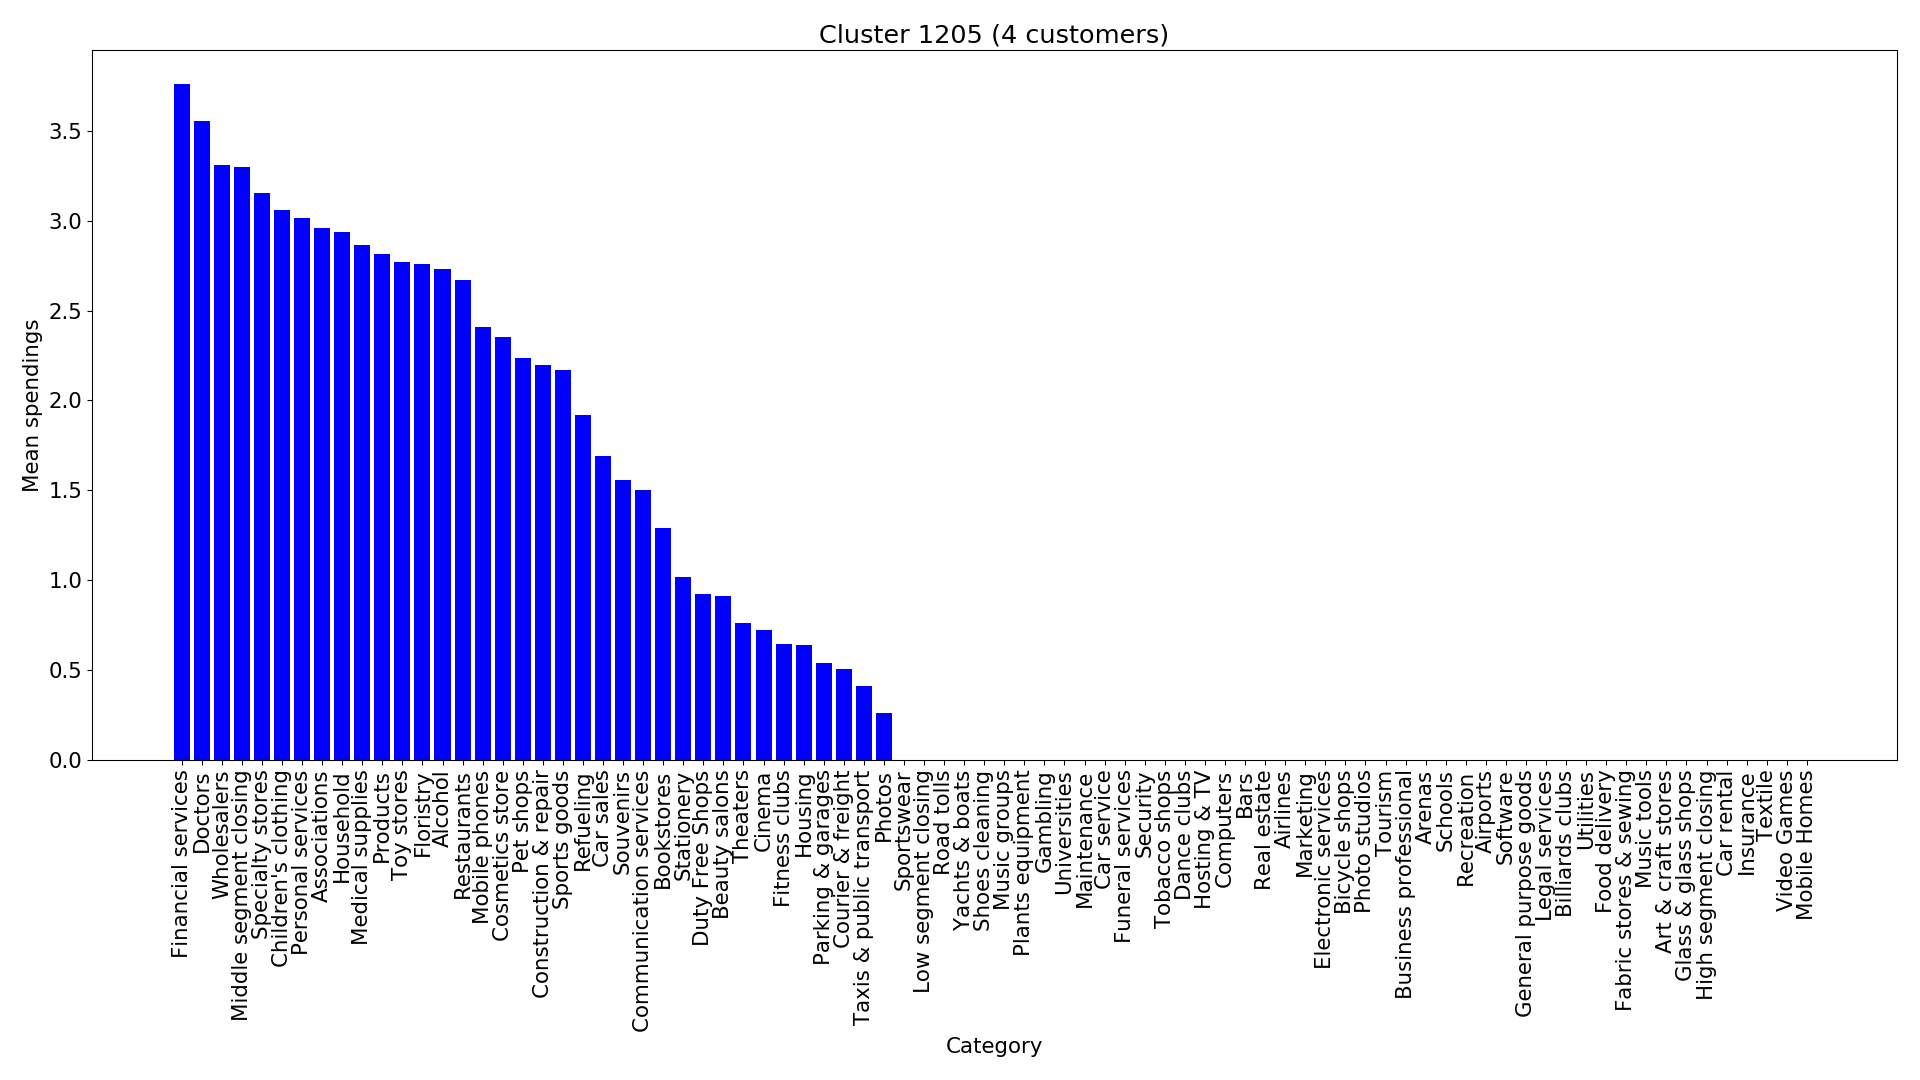 Cluster 1205 (4 customers)
Mean spendings
3.5
3.0
2.5
2.0
1.5
1.0
0.5
0.0
Financial services
Doctors
Wholesalers
Middle segment closing
Specialty stores
Children's clothing
Personal services
Associations
Household
Medical supplies
Products
Toy stores
Floristry
Alcohol
Restaurants
Mobile phones
Cosmetics store
Pet shops
Construction & repair
Sports goods
Refueling
Car sales
Souvenirs
Communication services
Bookstores
Stationery
Duty Free Shops
Beauty salons
Theaters
Cinema
Fitness clubs
Housing
Parking & garages
Courier & freight
Taxis & public transport
Photos
Sportswear
Low segment closing
Road tolls
Yachts & boats
Shoes cleaning
Music groups
Plants equipment
Gambling
Universities
Maintenance
Car service
Funeral services
Security
Tobacco shops
Dance clubs
Hosting & TV
Computers
Bars
Real estate
Airlines
Marketing
Electronic services
Bicycle shops
Photo studios
Tourism
Business professional
Arenas
Schools
Recreation
Airports
Software
General purpose goods
Legal services
Billiards clubs
Utilities
Food delivery
Fabric stores & sewing
Music tools
Art & craft stores
Glass & glass shops
High segment closing
Car rental
Insurance
Textile
Video Games
Mobile Homes
Category